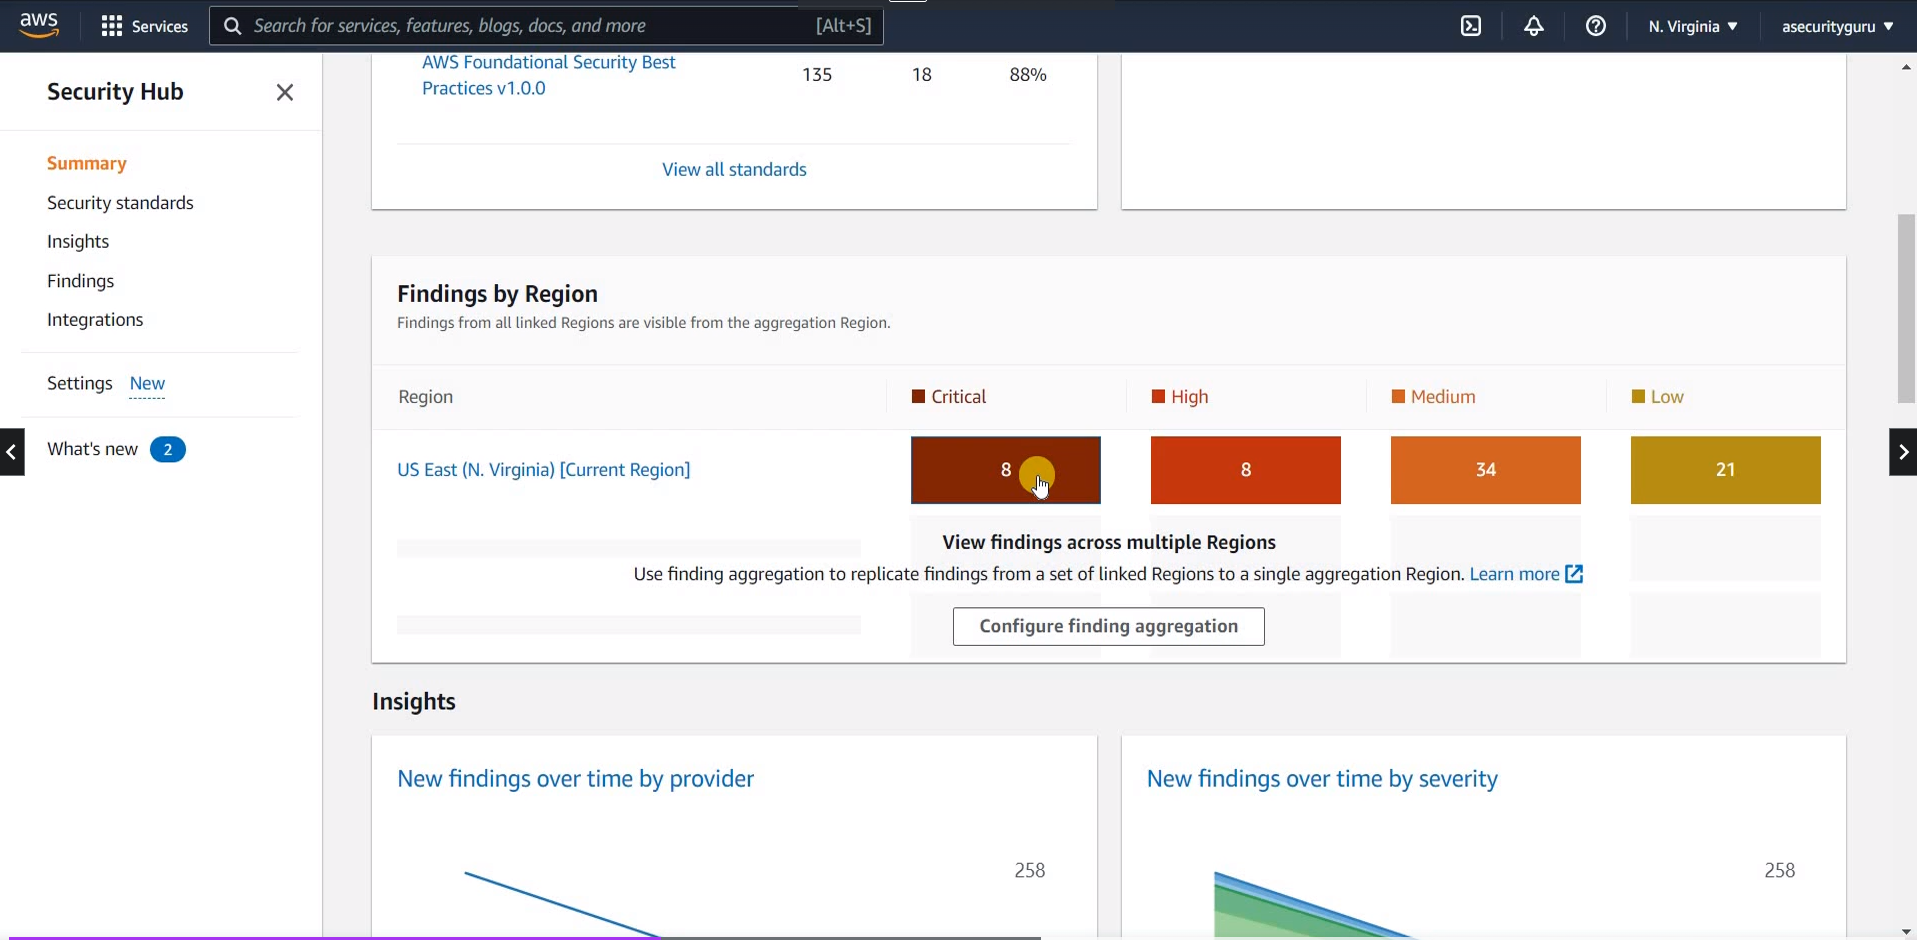 aws
Services
Search for services, features, blogs, docs, and more
[Alt+S]
N. Virginia
asecurityguru
Security Hub
Summary
Security standards
Insights
Findings
Integrations
Settings New
What's new 2
AWS Foundational Security Best
Practices v1.0.0
135 18 88%
View all standards
Findings by Region
Findings from all linked Regions are visible from the aggregation Region.
Region Critical High Medium Low
US East (N. Virginia) [Current Region] 8 8 34 21
View findings across multiple Regions
Use finding aggregation to replicate findings from a set of linked Regions to a single aggregation Region. Learn more
Configure finding aggregation
Insights
New findings over time by provider
258
New findings over time by severity
258